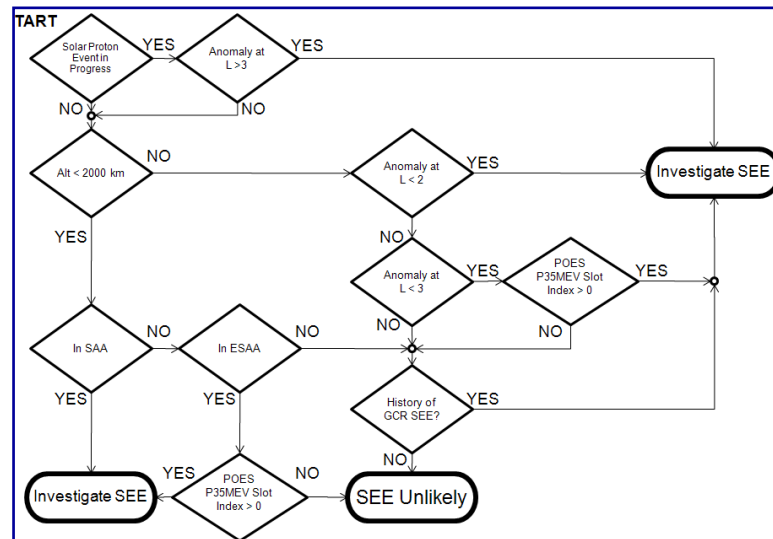 TART
Solar Proton
Event in
Progress
YES
Anomaly at
L >3
YES
NO
NO
Alt < 2000 km
NO
Anomaly at
L < 2
YES
Investigate SEE
YES
NO
Anomaly at
L < 3
YES
POES
P35MEV Slot
Index > 0
YES
NO
NO
In SAA
NO
In ESAA
NO
YES
YES
History of
GCR SEE?
YES
NO
Investigate SEE
YES
POES
P35MEV Slot
Index > 0
NO
SEE Unlikely